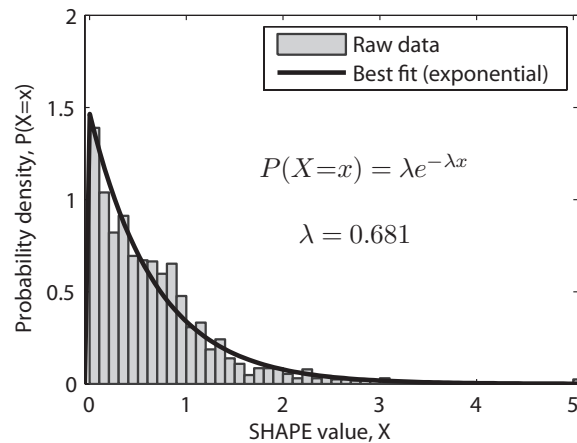 2
Raw data
Best fit (exponential)
1.5
P(X=x) = λe^{-λx}
1
λ = 0.681
0.5
0
0 1 2 3 4 5
Probability density, P(X=x)
SHAPE value, X